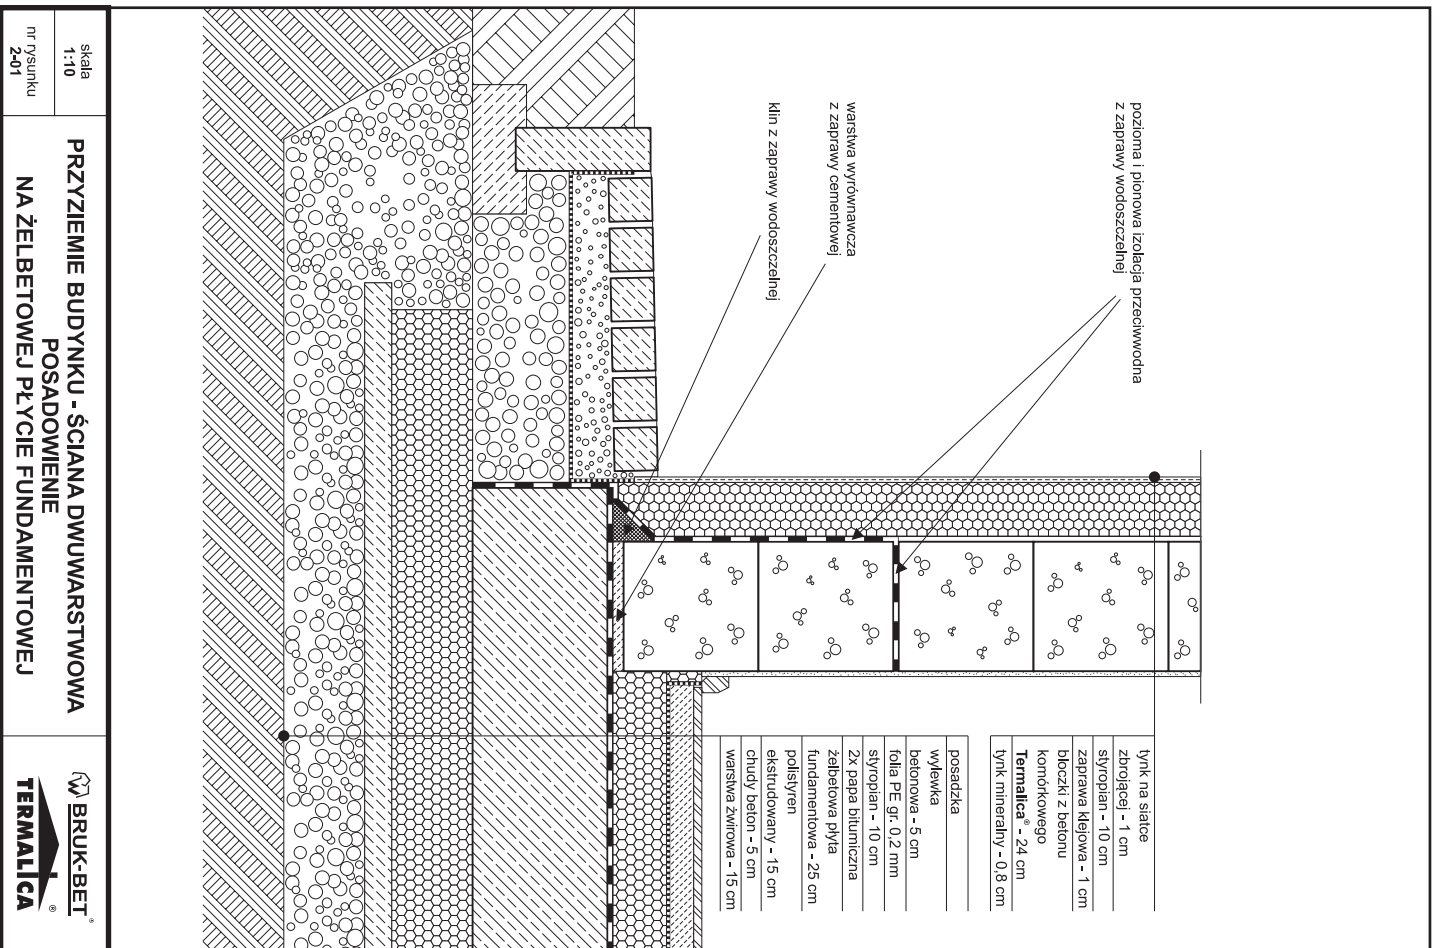 pozioma i pionowa izolacja przeciwwodna
z zaprawy wodoszczelnej
warstwa wyrównawcza
z zaprawy cementowej
klin z zaprawy wodoszczelnej
tynk na siatce
zbrojącej - 1 cm
styropian - 10 cm
zaprawa klejowa - 1 cm
bloczki z betonu
komórkowego
Termalica® - 24 cm
tynk mineralny - 0,8 cm
posadzka
wylewka
betonowa - 5 cm
folia PE gr. 0,2 mm
styropian - 10 cm
2x papa bitumiczna
żelbetowa płyta
fundamentowa - 25 cm
polistyren
ekstrudowany - 15 cm
chudy beton - 5 cm
warstwa żwirowa - 15 cm
skala
1:10
nr rysunku
2-01
PRZYZIEMIE BUDYNKU - ŚCIANA DWUWARSTWOWA
POSADOWIENIE
NA ŻELBETOWEJ PŁYCIE FUNDAMENTOWEJ
BRUK-BET®
TERMALICA®